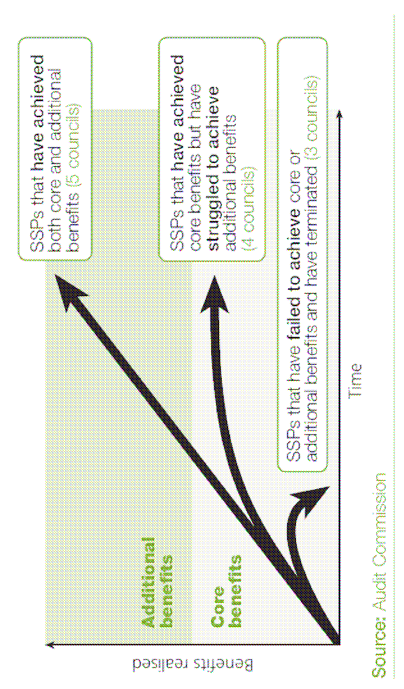 SSPs that have achieved
both core and additional
benefits (5 councils)
SSPs that have achieved
core benefits but have
struggled to achieve
additional benefits
(4 councils)
SSPs that have failed to achieve core or
additional benefits and have terminated (3 councils)
Additional
benefits
Core
benefits
Benefits realised
Time
Source: Audit Commission